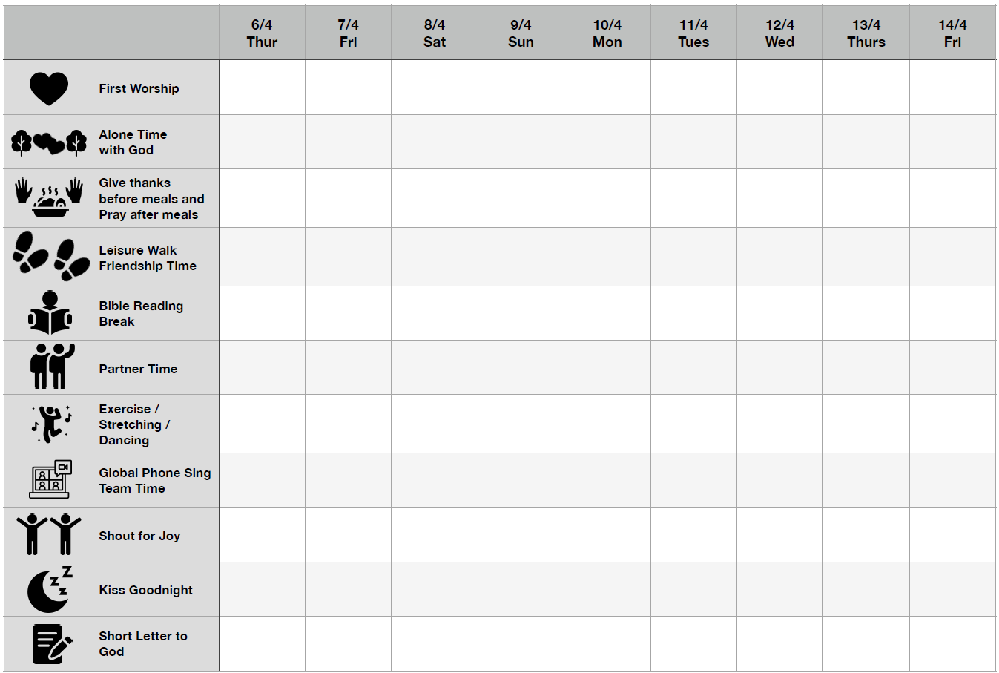 6/4 7/4 8/4 9/4 10/4 11/4 12/4 13/4 14/4
Thur Fri Sat Sun Mon Tues Wed Thurs Fri
First Worship
Alone Time
with God
Give thanks
before meals and
Pray after meals
Leisure Walk
Friendship Time
Bible Reading
Break
Partner Time
Exercise /
Stretching /
Dancing
Global Phone Sing
Team Time
Shout for Joy
Z
Z
Z
Kiss Goodnight
Short Letter to
God